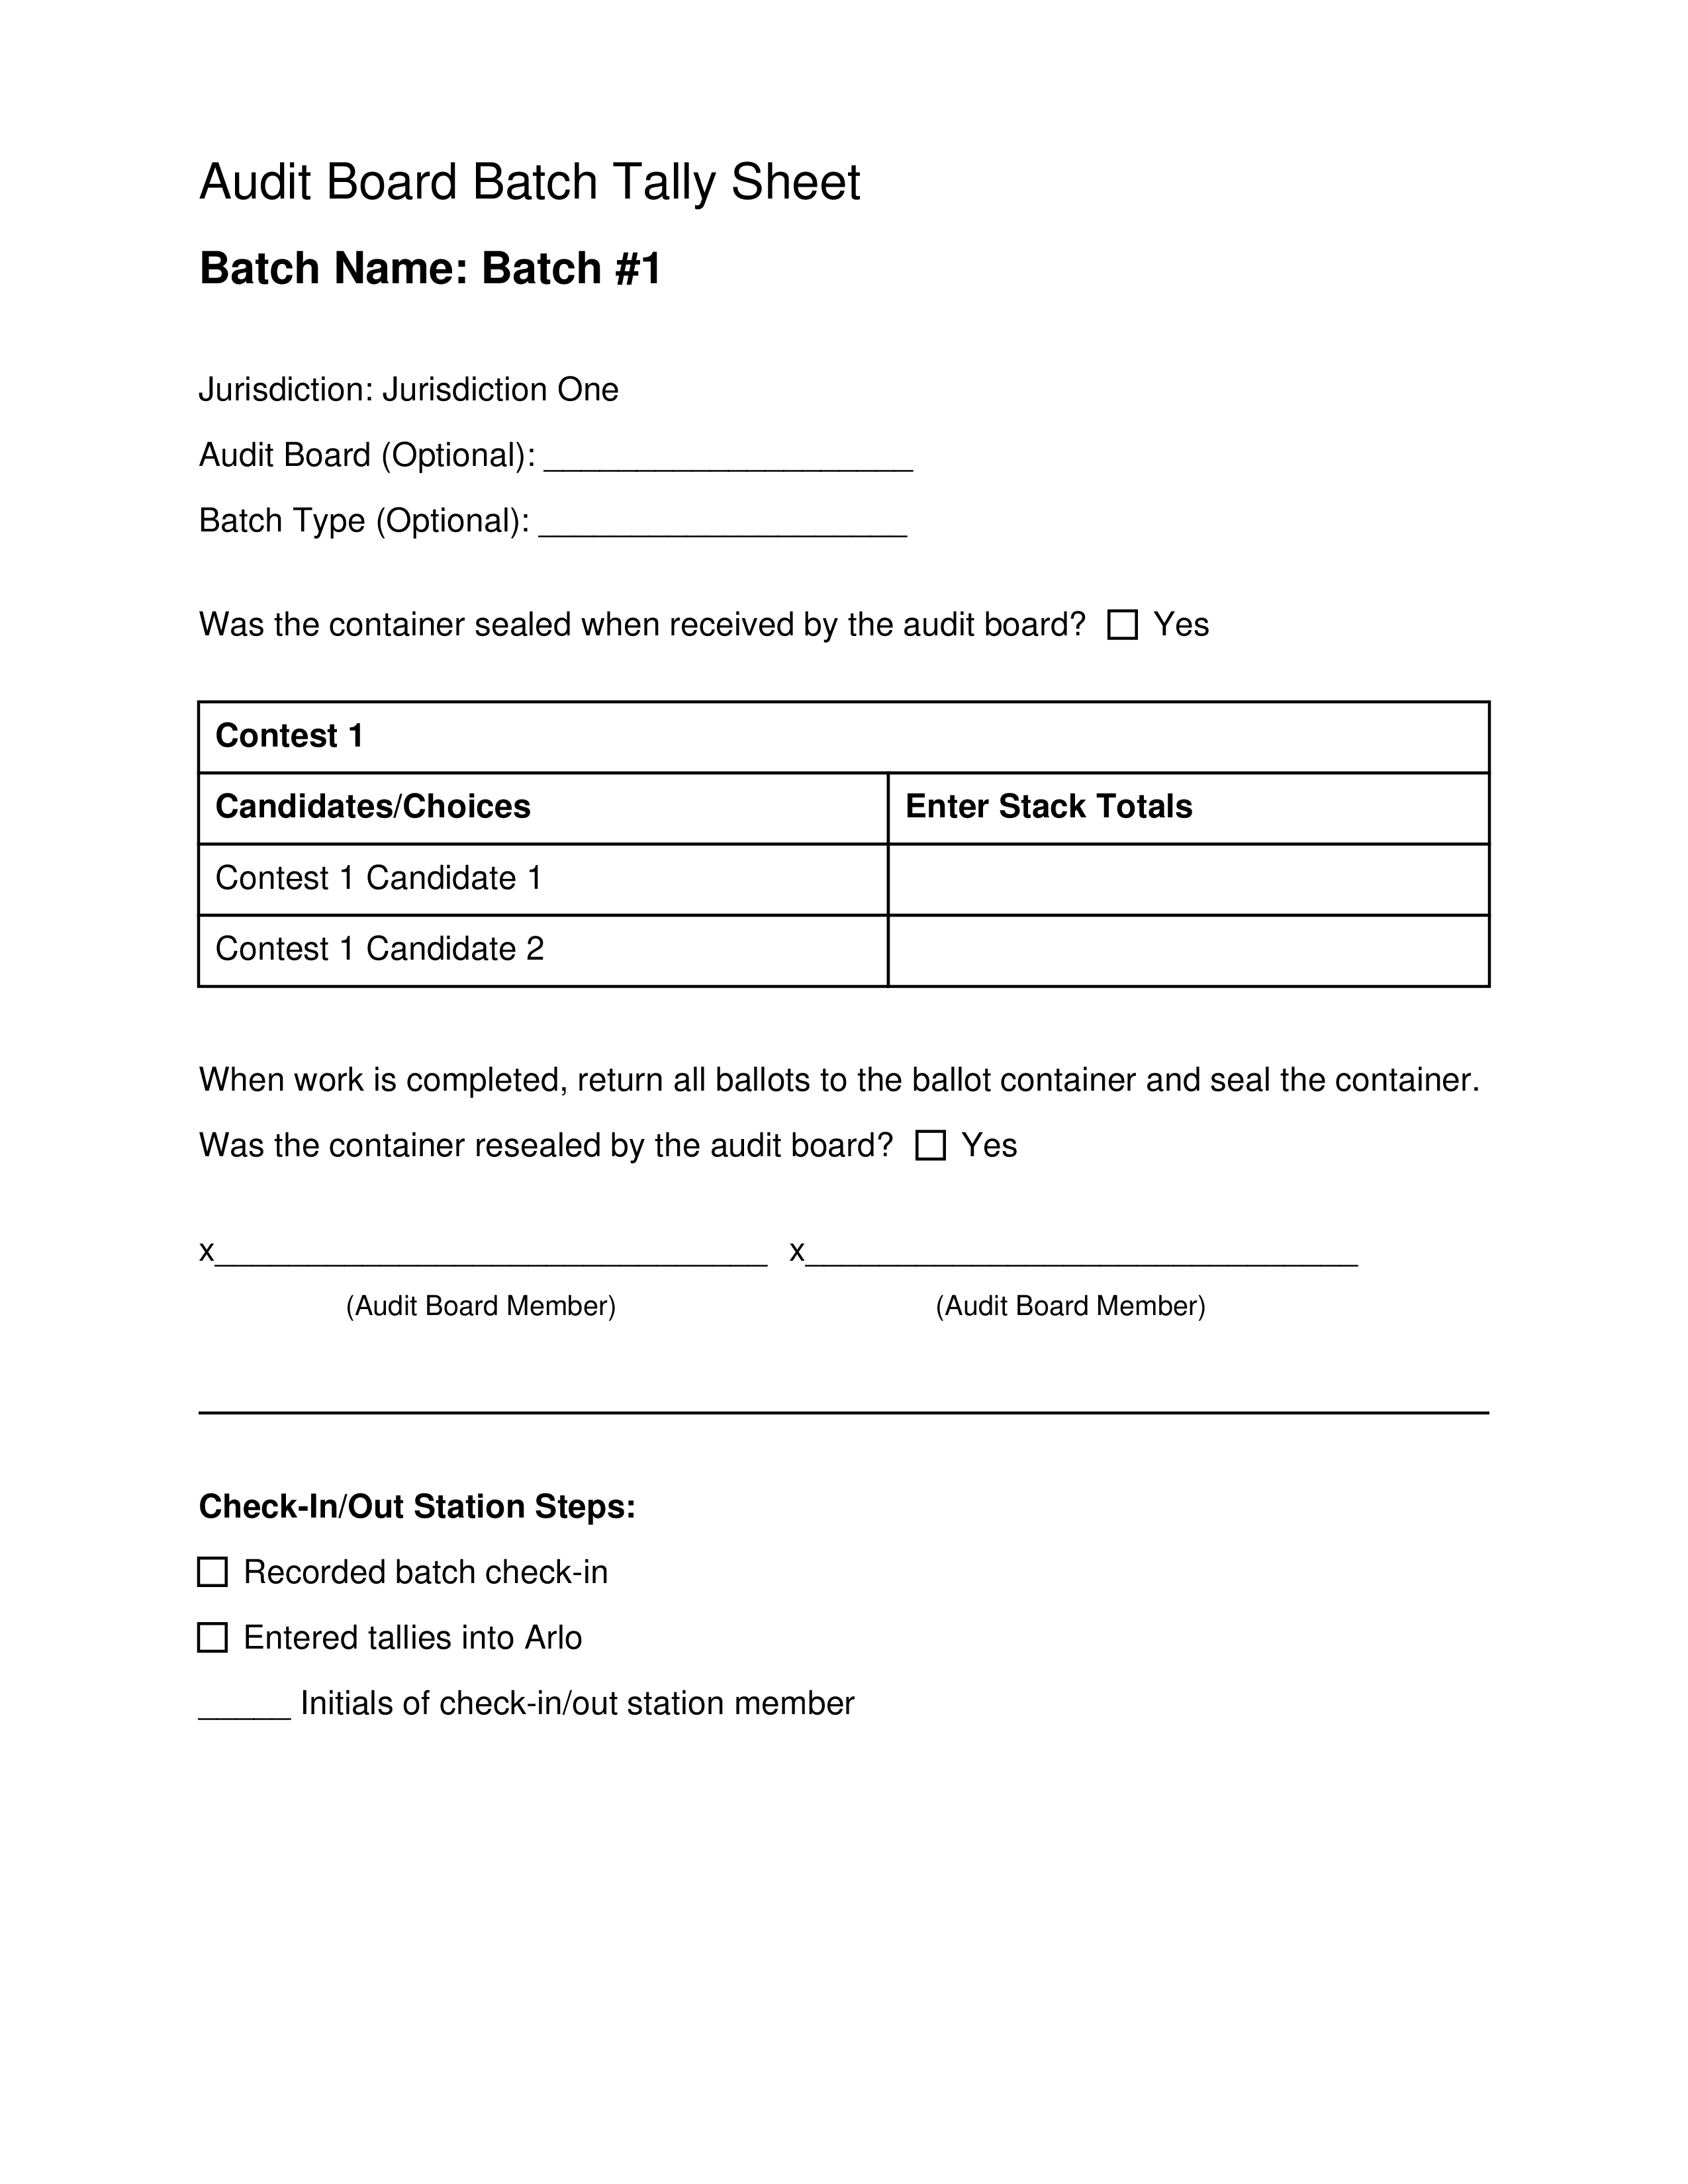 Audit Board Batch Tally Sheet
Batch Name: Batch #1
Jurisdiction: Jurisdiction One
Audit Board (Optional): ____________________
Batch Type (Optional): ____________________
Was the container sealed when received by the audit board? ☐ Yes
Contest 1
Candidates/Choices Enter Stack Totals
Contest 1 Candidate 1
Contest 1 Candidate 2
When work is completed, return all ballots to the ballot container and seal the container.
Was the container resealed by the audit board? ☐ Yes
x______________________________ x______________________________
(Audit Board Member) (Audit Board Member)
Check-In/Out Station Steps:
☐ Recorded batch check-in
☐ Entered tallies into Arlo
_____ Initials of check-in/out station member